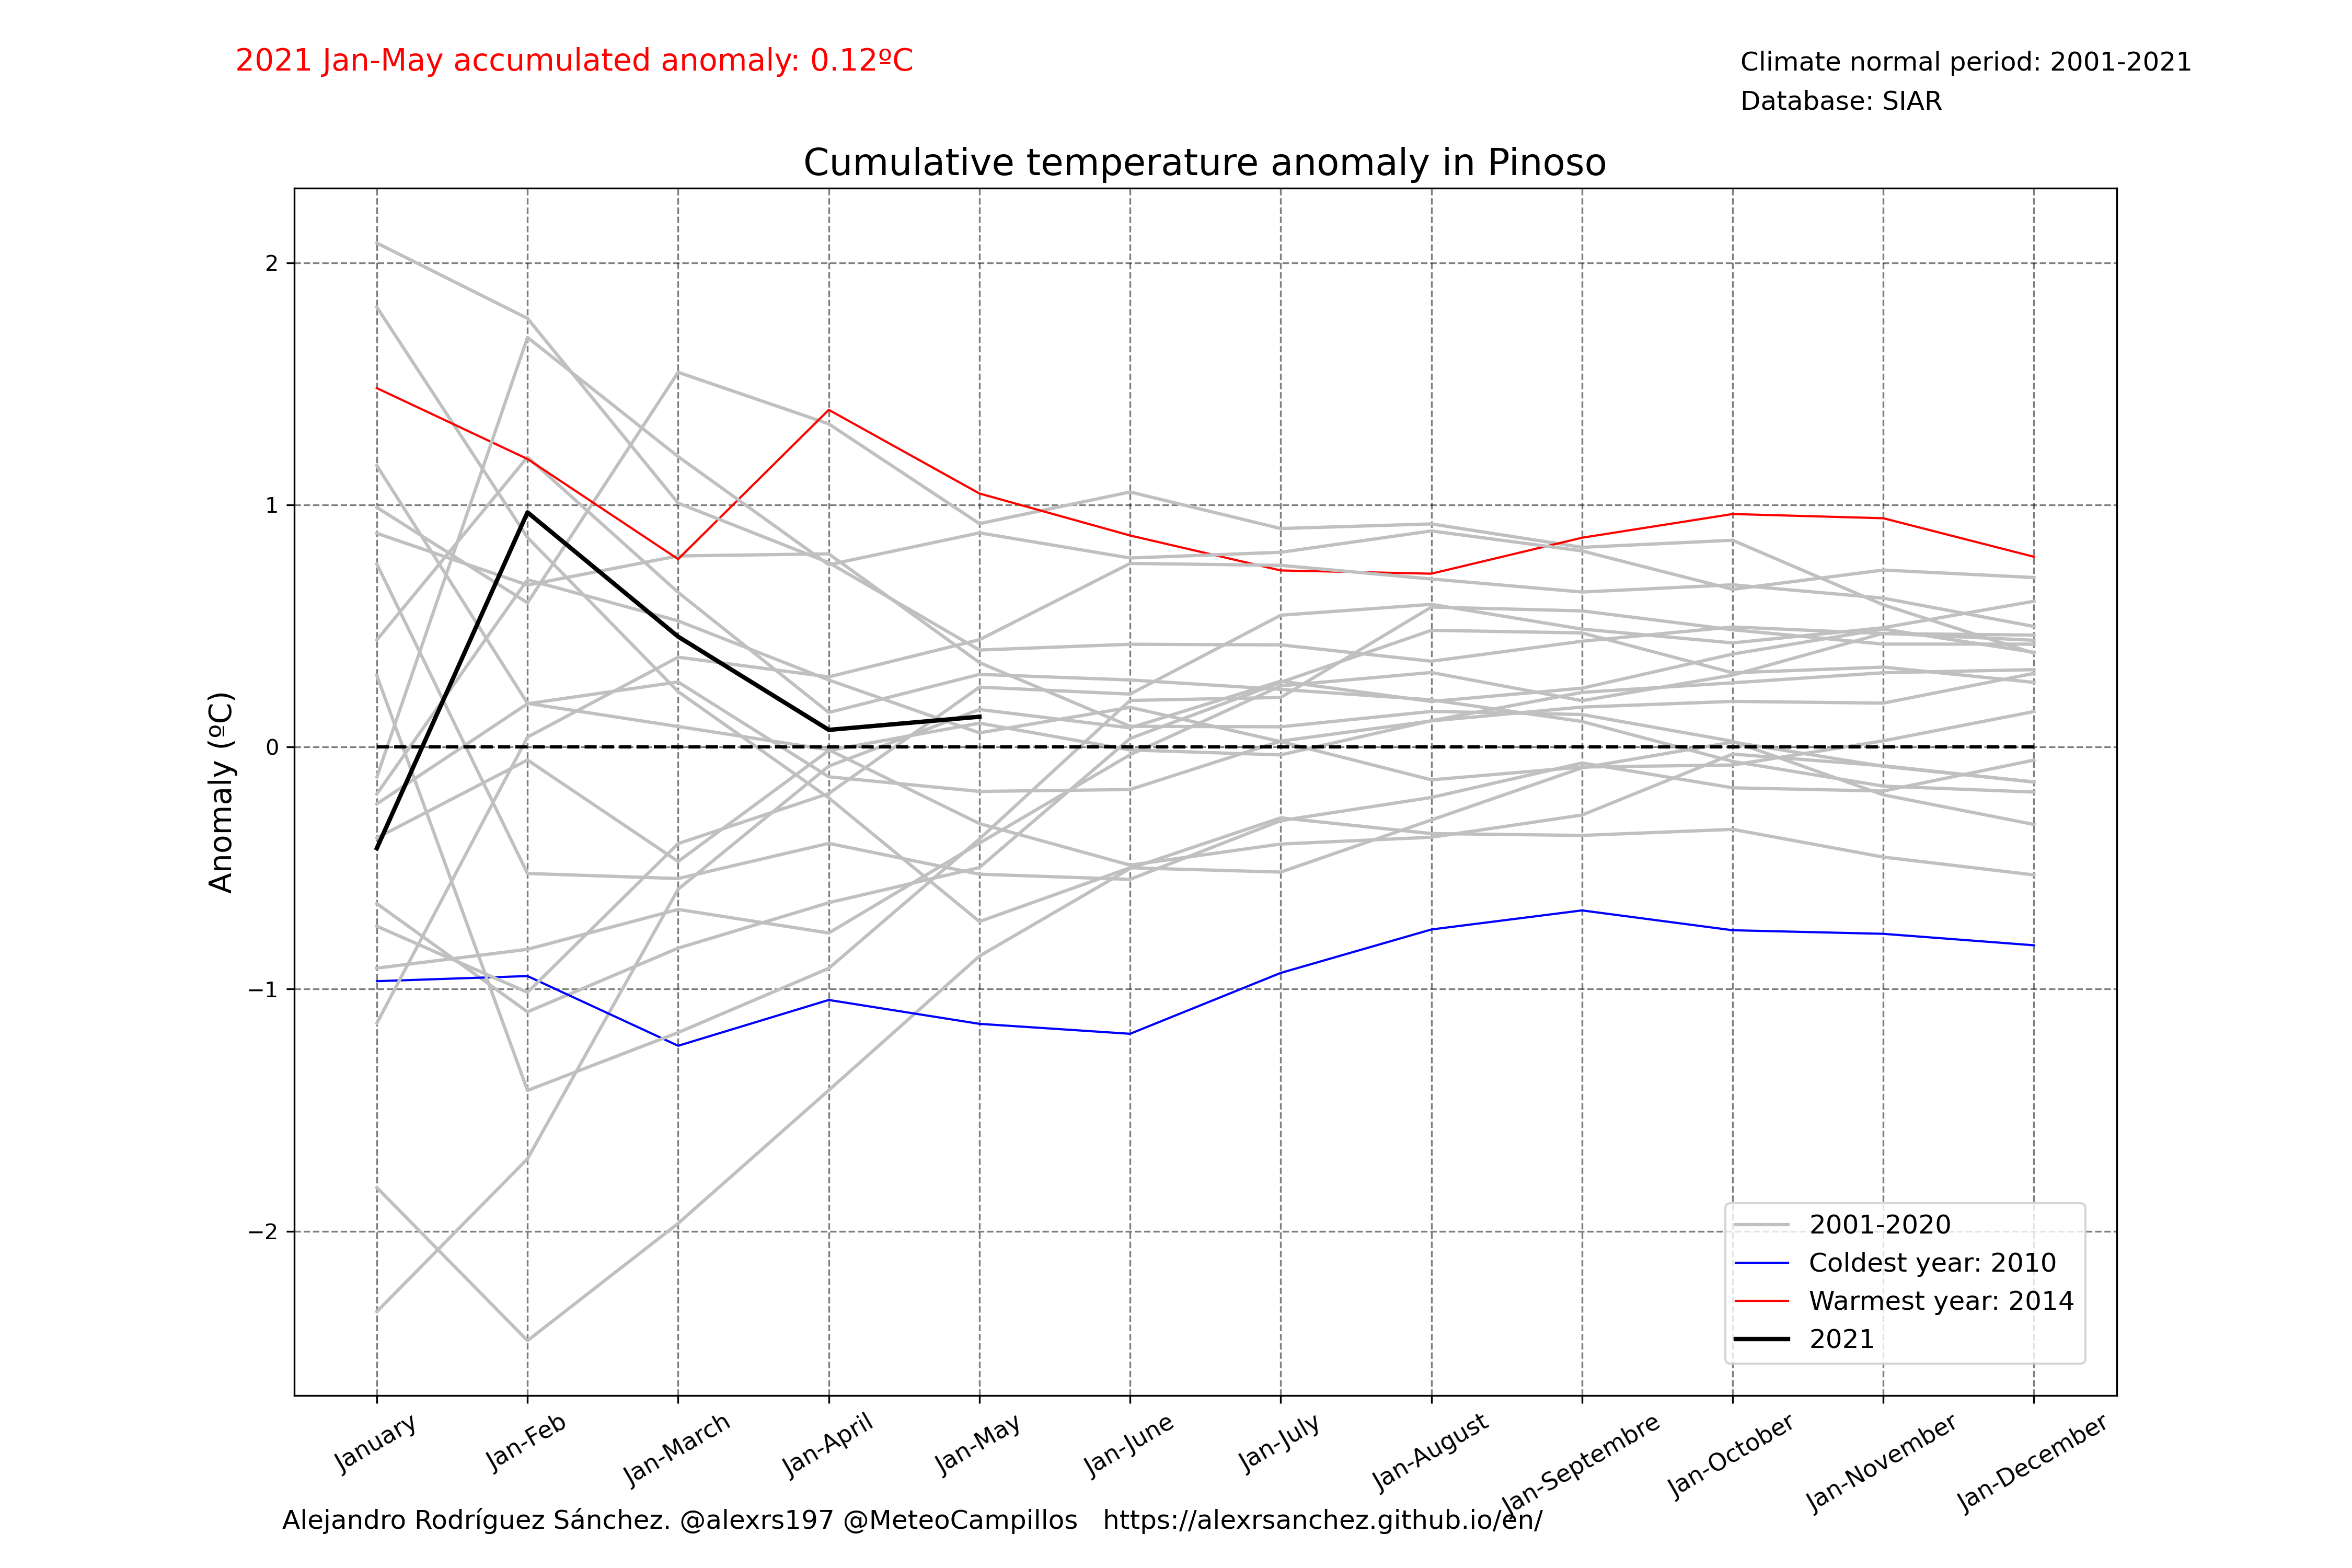 2021 Jan-May accumulated anomaly: 0.12ºC
Climate normal period: 2001-2021
Database: SIAR
Cumulative temperature anomaly in Pinoso
Anomaly (ºC)
2
1
0
−1
−2
2001-2020
Coldest year: 2010
Warmest year: 2014
2021
January
Jan-Feb
Jan-March
Jan-April
Jan-May
Jan-June
Jan-July
Jan-August
Jan-Septembre
Jan-October
Jan-November
Jan-December
Alejandro Rodríguez Sánchez. @alexrs197 @MeteoCampillos   https://alexrsanchez.github.io/en/